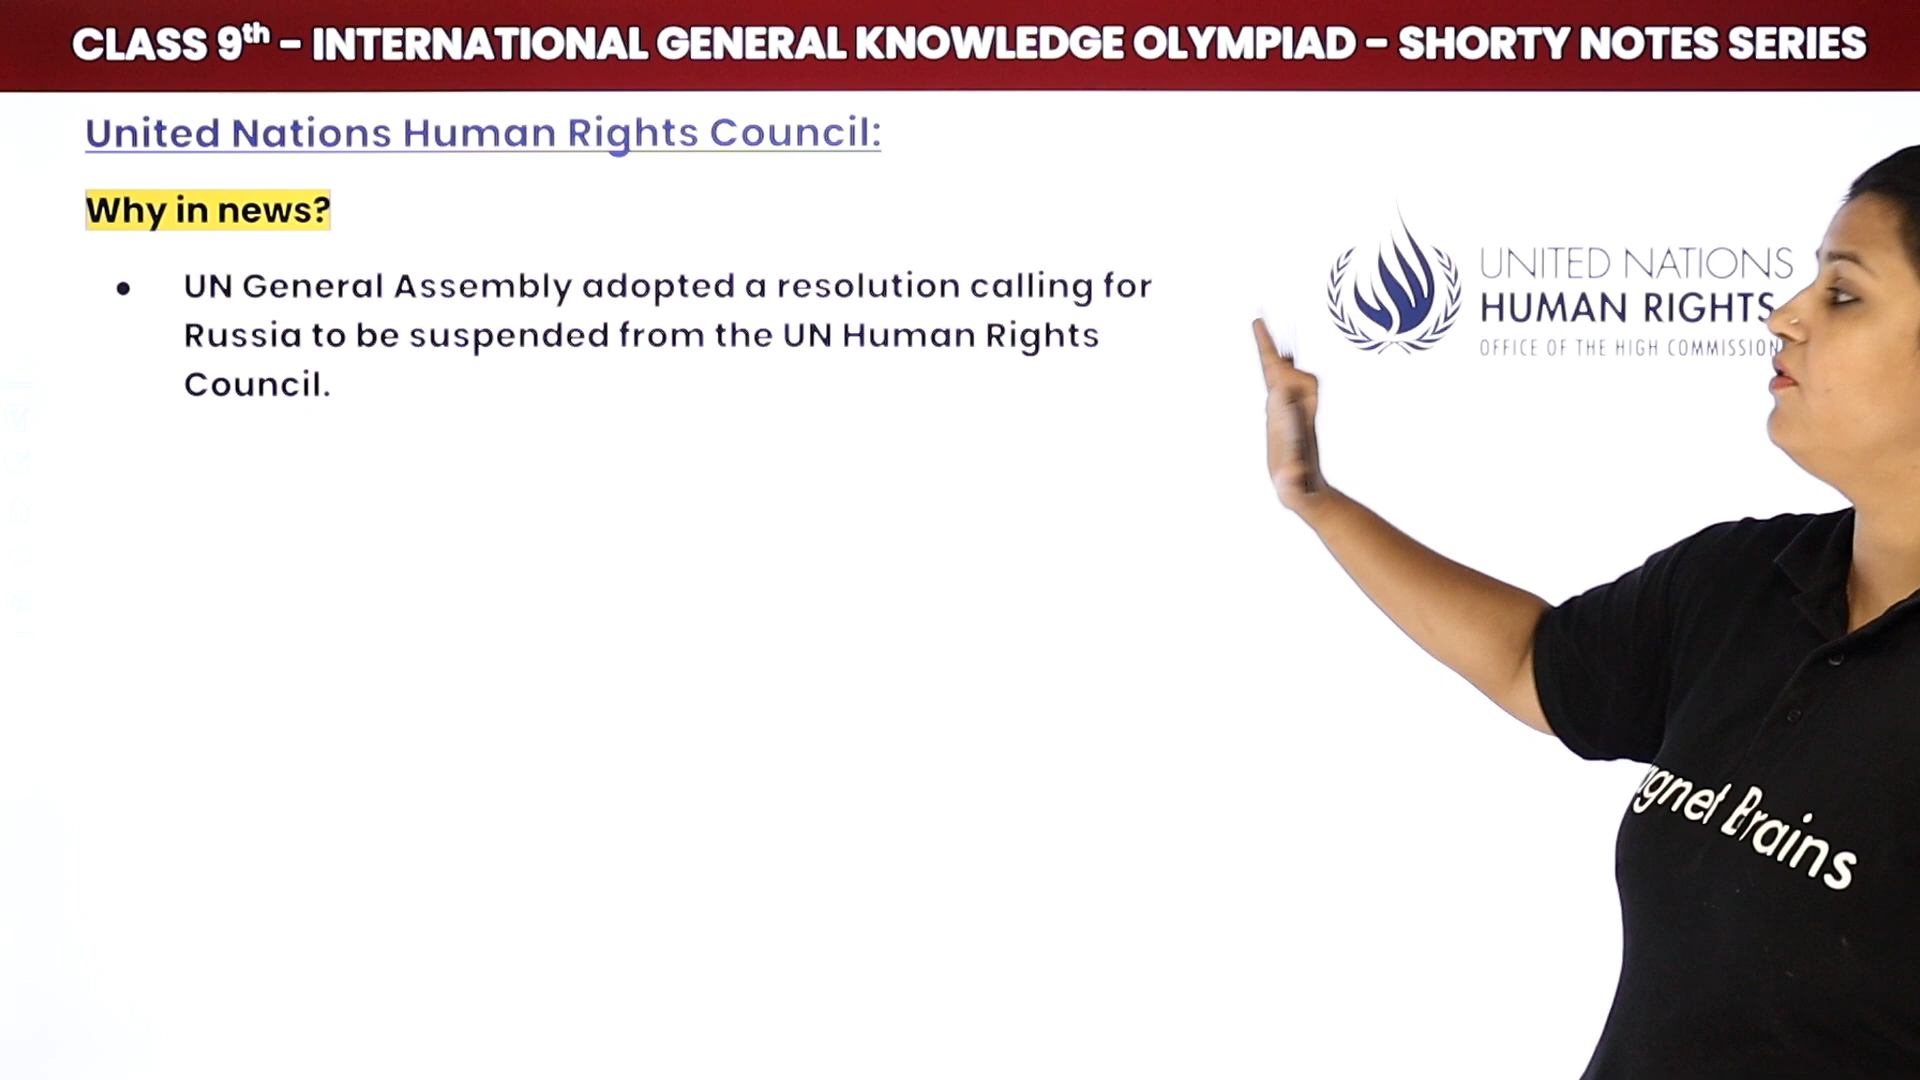 CLASS 9th – INTERNATIONAL GENERAL KNOWLEDGE OLYMPIAD – SHORTY NOTES SERIES
United Nations Human Rights Council:
Why in news?
● UN General Assembly adopted a resolution calling for
Russia to be suspended from the UN Human Rights
Council.
UNITED NATIONS
HUMAN RIGHTS
OFFICE OF THE HIGH COMMISSION
Brains